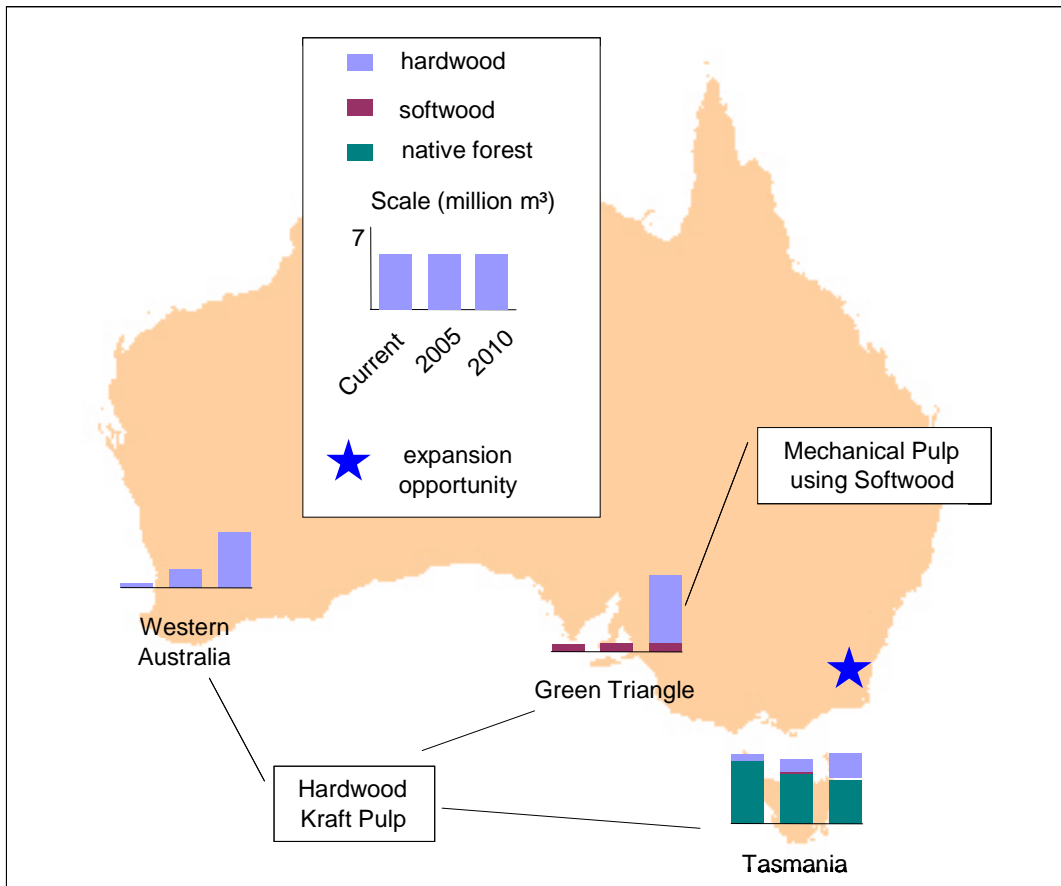 hardwood
softwood
native forest
Scale (million m³)
7
Current
2005
2010
expansion
opportunity
Mechanical Pulp
using Softwood
Western
Australia
Green Triangle
Hardwood
Kraft Pulp
Tasmania